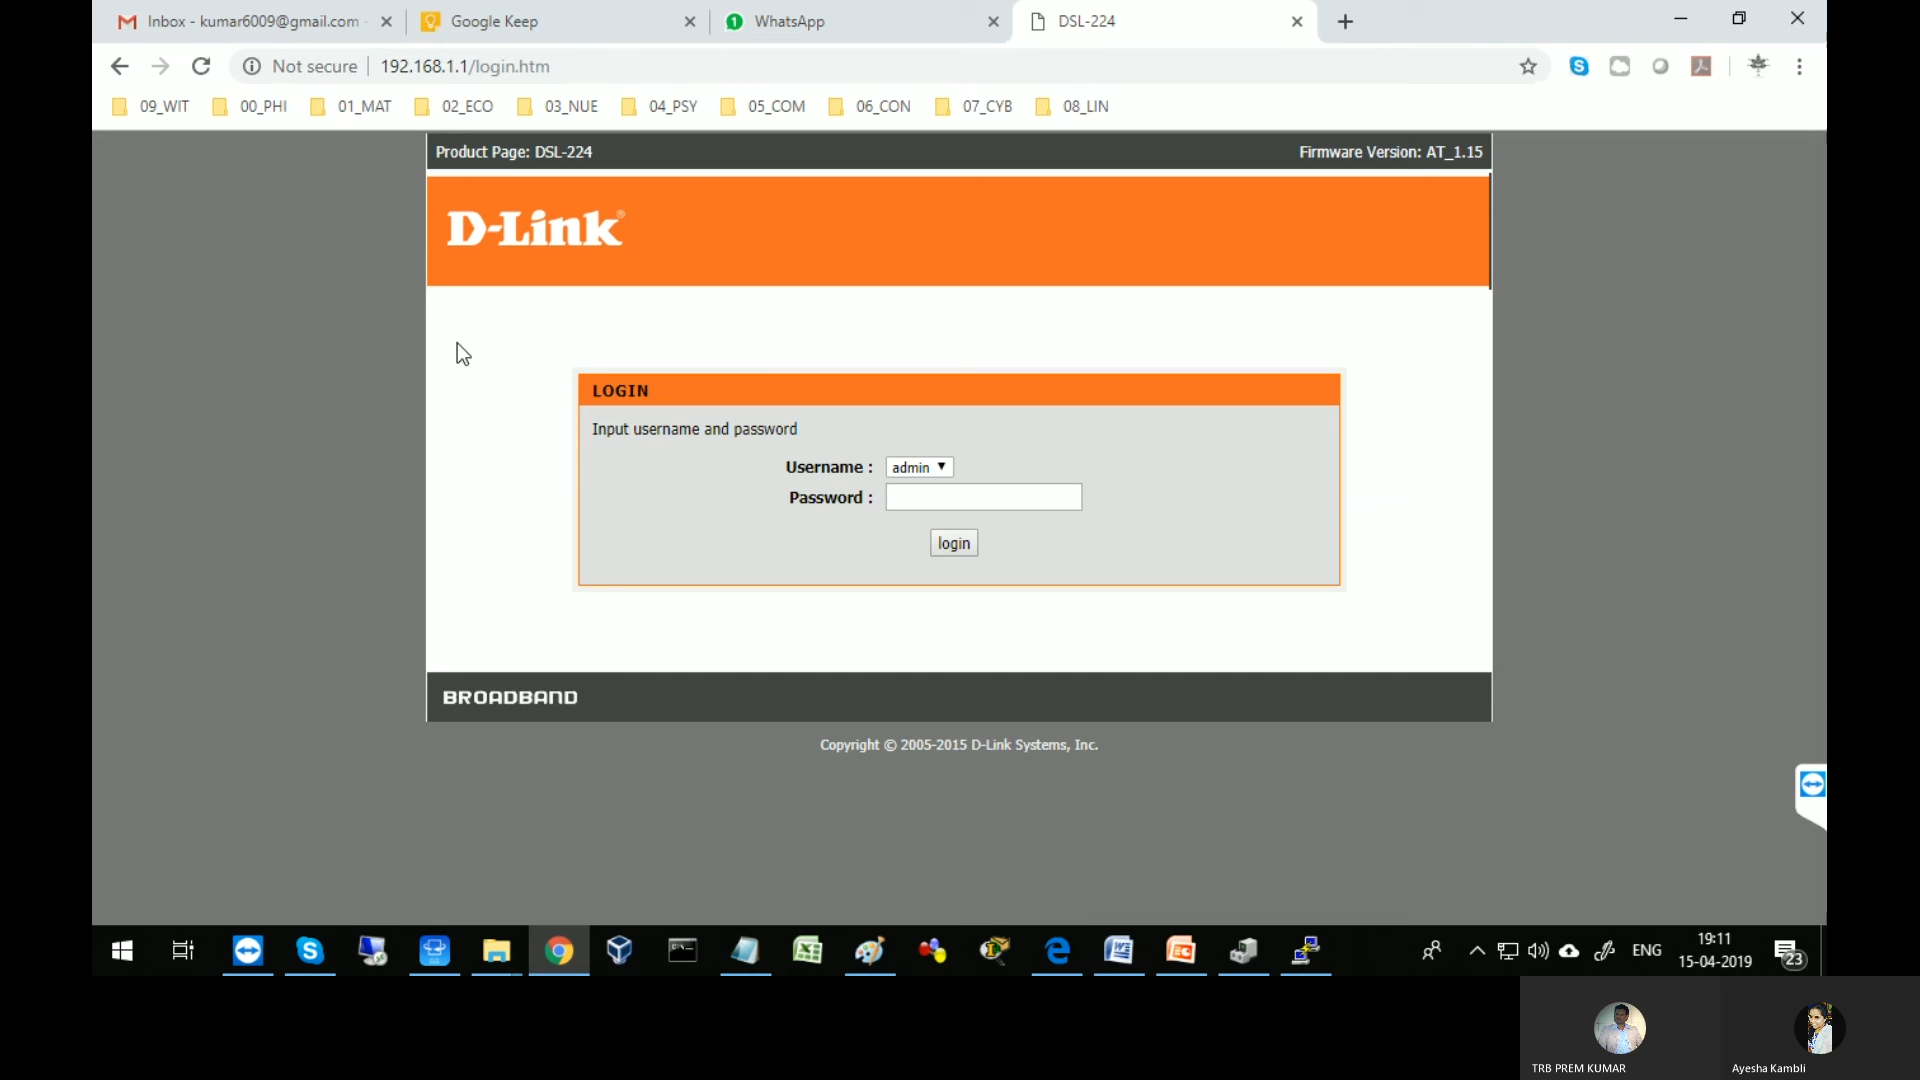 Inbox - kumar6009@gmail.com -
Google Keep
1
WhatsApp
DSL-224
Not secure
192.168.1.1/login.htm
09_WIT
00_PHI
01_MAT
02_ECO
03_NUE
04_PSY
05_COM
06_CON
07_CYB
08_LIN
Product Page: DSL-224
Firmware Version: AT_1.15
D-Link®
LOGIN
Input username and password
Username :
admin
Password :
login
BROADBAND
Copyright © 2005-2015 D-Link Systems, Inc.
ENG
19:11
15-04-2019
23
TRB PREM KUMAR
Ayesha Kambli